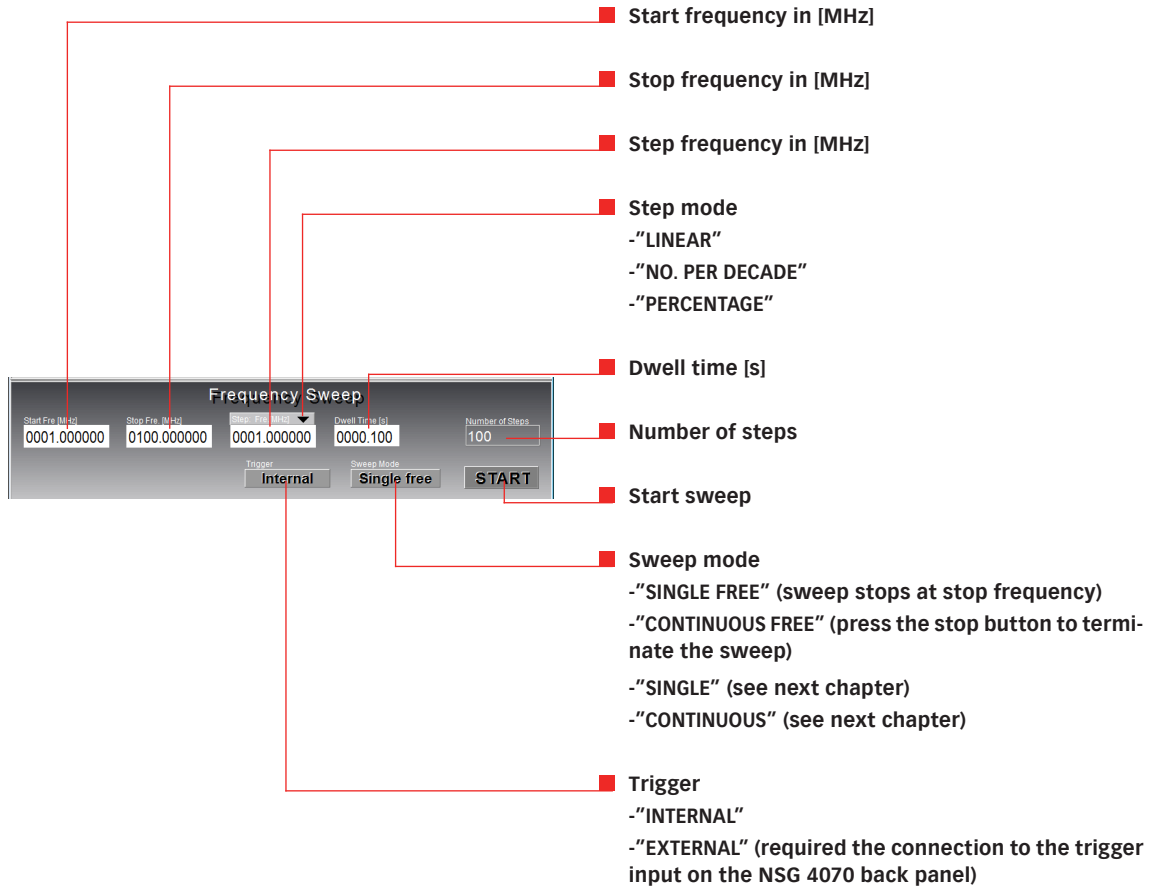 Start frequency in [MHz]
Stop frequency in [MHz]
Step frequency in [MHz]
Step mode
-"LINEAR"
-"NO. PER DECADE"
-"PERCENTAGE"
Dwell time [s]
Number of steps
Start sweep
Sweep mode
-"SINGLE FREE" (sweep stops at stop frequency)
-"CONTINUOUS FREE" (press the stop button to termi-
nate the sweep)
-"SINGLE" (see next chapter)
-"CONTINUOUS" (see next chapter)
Trigger
-"INTERNAL"
-"EXTERNAL" (required the connection to the trigger
input on the NSG 4070 back panel)
Frequency Sweep
Start Fre [MHz] Stop Fre. [MHz] Step. Fre.[MHz] Dwell Time [s] Number of Steps
0001.000000 0100.000000 0001.000000 0000.100 100
Trigger Sweep Mode
Internal Single free START